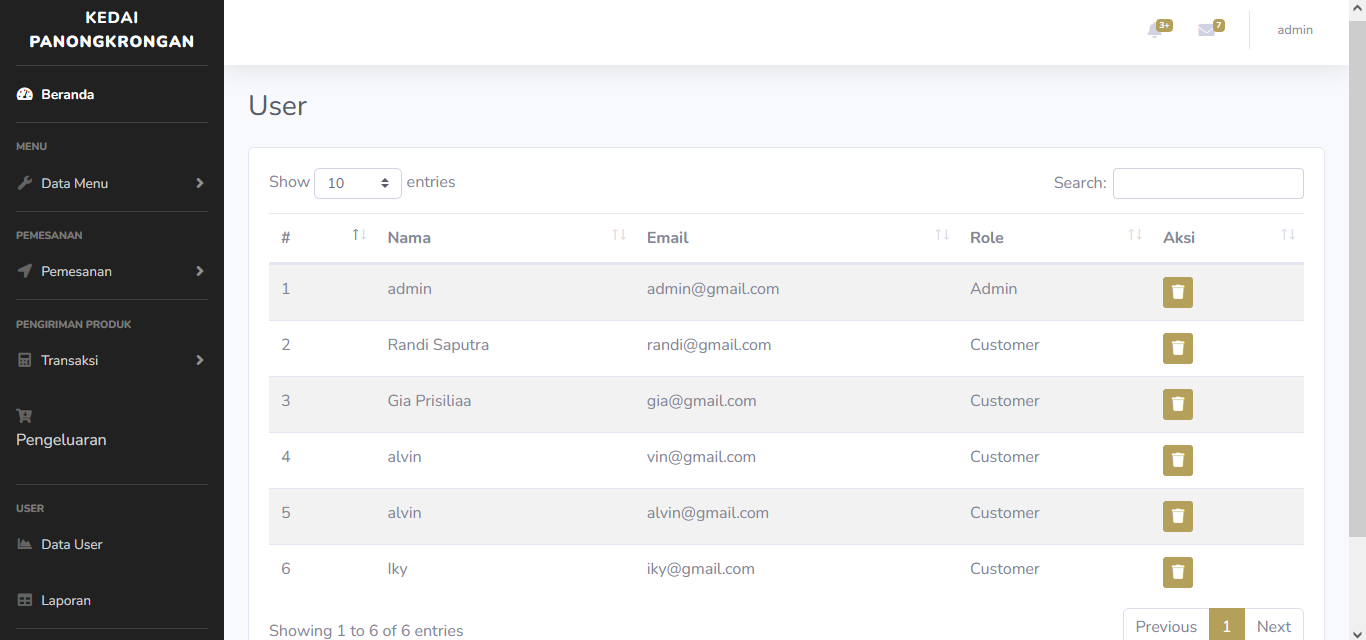 KEDAI
PANONGKRONGAN
Beranda
MENU
Data Menu
PEMESANAN
Pemesanan
PENGIRIMAN PRODUK
Transaksi
Pengeluaran
USER
Data User
Laporan
3+ 7 admin
User
Show 10 entries Search:
# Nama Email Role Aksi
1 admin admin@gmail.com Admin
2 Randi Saputra randi@gmail.com Customer
3 Gia Prisiliaa gia@gmail.com Customer
4 alvin vin@gmail.com Customer
5 alvin alvin@gmail.com Customer
6 Iky iky@gmail.com Customer
Showing 1 to 6 of 6 entries Previous 1 Next